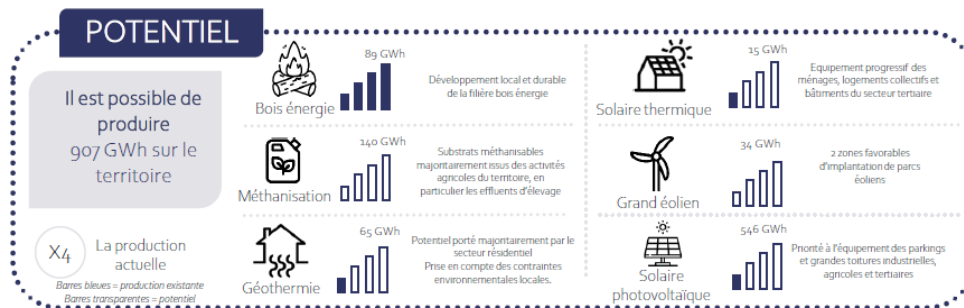 POTENTIEL
Il est possible de
produire
907 GWh sur le
territoire
X4
La production
actuelle
Barres bleues = production existante
Barres transparentes = potentiel
89 GWh
Bois énergie
Développement local et durable
de la filière bois énergie
140 GWh
Méthanisation
Substrats méthanisables
majoritairement issus des activités
agricoles du territoire, en
particulier les effluents d'élevage
65 GWh
Géothermie
Potentiel porté majoritairement par le
secteur résidentiel
Prise en compte des contraintes
environnementales locales.
15 GWh
Solaire thermique
Equipement progressif des
ménages, logements collectifs et
bâtiments du secteur tertiaire
34 GWh
Grand éolien
2 zones favorables
d'implantation de parcs
éoliens
546 GWh
Solaire
photovoltaïque
Priorité à l'équipement des parkings
et grandes toitures industrielles,
agricoles et tertiaires